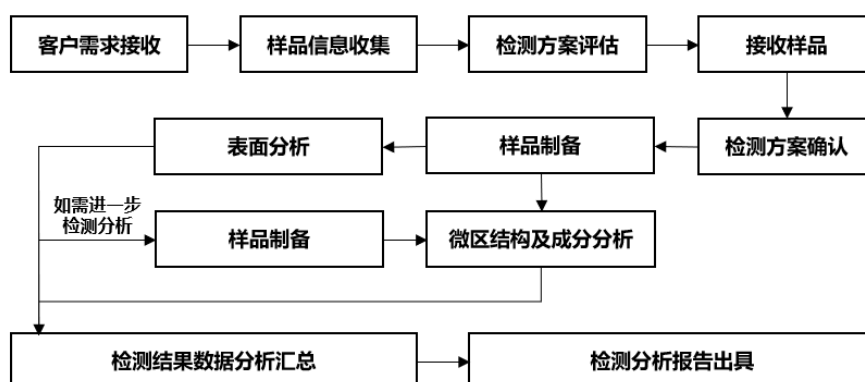 客户需求接收
样品信息收集
检测方案评估
接收样品
表面分析
样品制备
检测方案确认
如需进一步
检测分析
样品制备
微区结构及成分分析
检测结果数据分析汇总
检测分析报告出具